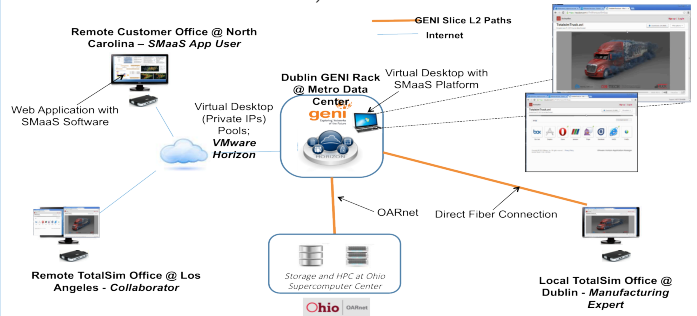 GENI Slice L2 Paths
Internet
Remote Customer Office @ North
Carolina – SMaaS App User
Dublin GENI Rack
@ Metro Data
Center
Virtual Desktop with
SMaaS Platform
Web Application with
SMaaS Software
Virtual Desktop
(Private IPs)
Pools;
VMware
Horizon
geni
HORIZON
OARnet
Direct Fiber Connection
Remote TotalSim Office @ Los
Angeles - Collaborator
Storage and HPC at Ohio
Supercomputer Center
Local TotalSim Office @
Dublin - Manufacturing
Expert
Ohio
OARnet